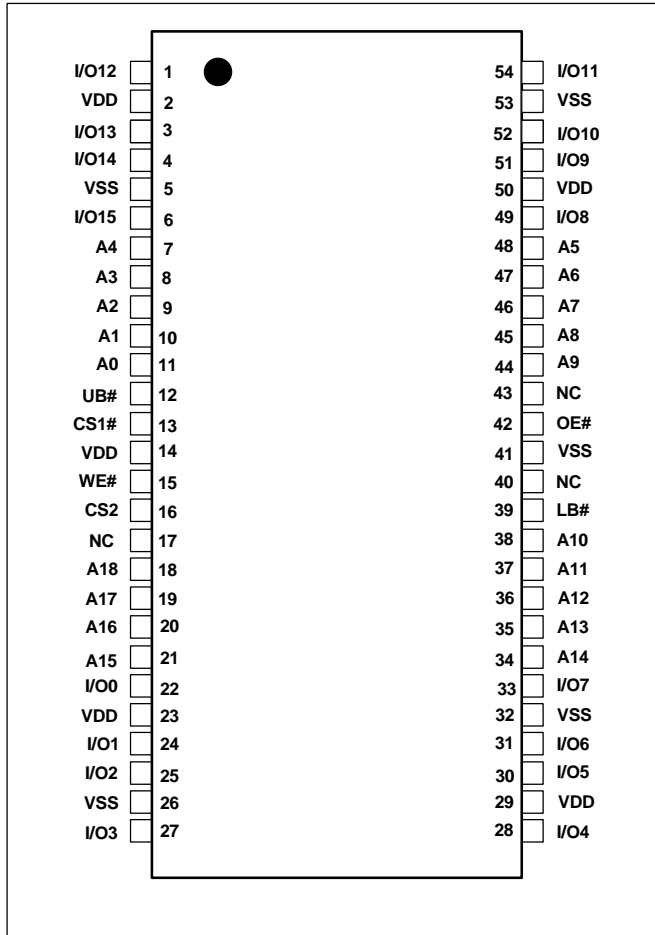 I/O12 1 54 I/O11
VDD 2 53 VSS
I/O13 3 52 I/O10
I/O14 4 51 I/O9
VSS 5 50 VDD
I/O15 6 49 I/O8
A4 7 48 A5
A3 8 47 A6
A2 9 46 A7
A1 10 45 A8
A0 11 44 A9
UB# 12 43 NC
CS1# 13 42 OE#
VDD 14 41 VSS
WE# 15 40 NC
CS2 16 39 LB#
NC 17 38 A10
A18 18 37 A11
A17 19 36 A12
A16 20 35 A13
A15 21 34 A14
I/O0 22 33 I/O7
VDD 23 32 VSS
I/O1 24 31 I/O6
I/O2 25 30 I/O5
VSS 26 29 VDD
I/O3 27 28 I/O4